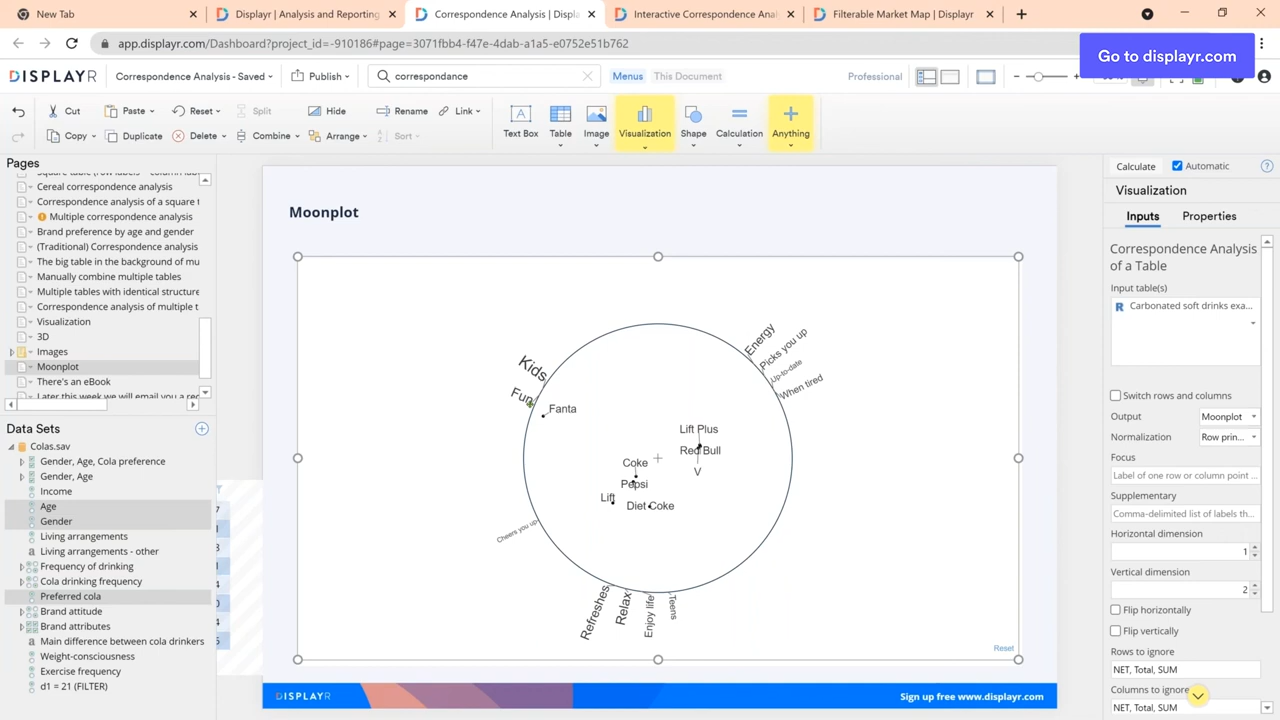 New Tab
Displayr | Analysis and Reporting
Correspondence Analysis | Displa
Interactive Correspondence Anal
Filterable Market Map | Displayr
app.displayr.com/Dashboard?project_id=-910186#page=3071fbb4-f47e-4dab-a1a5-e0752e51b762
Go to displayr.com
DISPLAYR
Correspondence Analysis - Saved
Publish
correspondance
Menus
This Document
Professional
Cut
Paste
Reset
Split
Hide
Rename
Link
Copy
Duplicate
Delete
Combine
Arrange
Sort
Text Box
Table
Image
Visualization
Shape
Calculation
Anything
Pages
Cereal correspondence analysis
Correspondence analysis of a square t
Multiple correspondence analysis
Brand preference by age and gender
(Traditional) Correspondence analysis
The big table in the background of mu
Manually combine multiple tables
Multiple tables with identical structure
Correspondence analysis of multiple t
Visualization
3D
Images
Moonplot
There's an eBook
Data Sets
Colas.sav
Gender, Age, Cola preference
Gender, Age
Income
Age
Gender
Living arrangements
Living arrangements - other
Frequency of drinking
Cola drinking frequency
Preferred cola
Brand attitude
Brand attributes
Main difference between cola drinkers
Weight-consciousness
Exercise frequency
d1 = 21 (FILTER)
Moonplot
Energy
Picks you up
Up-to-date
When tired
Kids
Fun
Fanta
Lift Plus
Red Bull
V
Coke
Pepsi
Lift
Diet Coke
Cheers you up
Refreshes
Relax
Enjoy life
Teens
Reset
DISPLAYR
Sign up free www.displayr.com
Calculate
Automatic
Visualization
Inputs
Properties
Correspondence Analysis
of a Table
Input table(s)
Carbonated soft drinks exa...
Switch rows and columns
Output
Moonplot
Normalization
Row prin...
Focus
Label of one row or column point ...
Supplementary
Comma-delimited list of labels th...
Horizontal dimension
1
Vertical dimension
2
Flip horizontally
Flip vertically
Rows to ignore
NET, Total, SUM
Columns to ignore
NET, Total, SUM